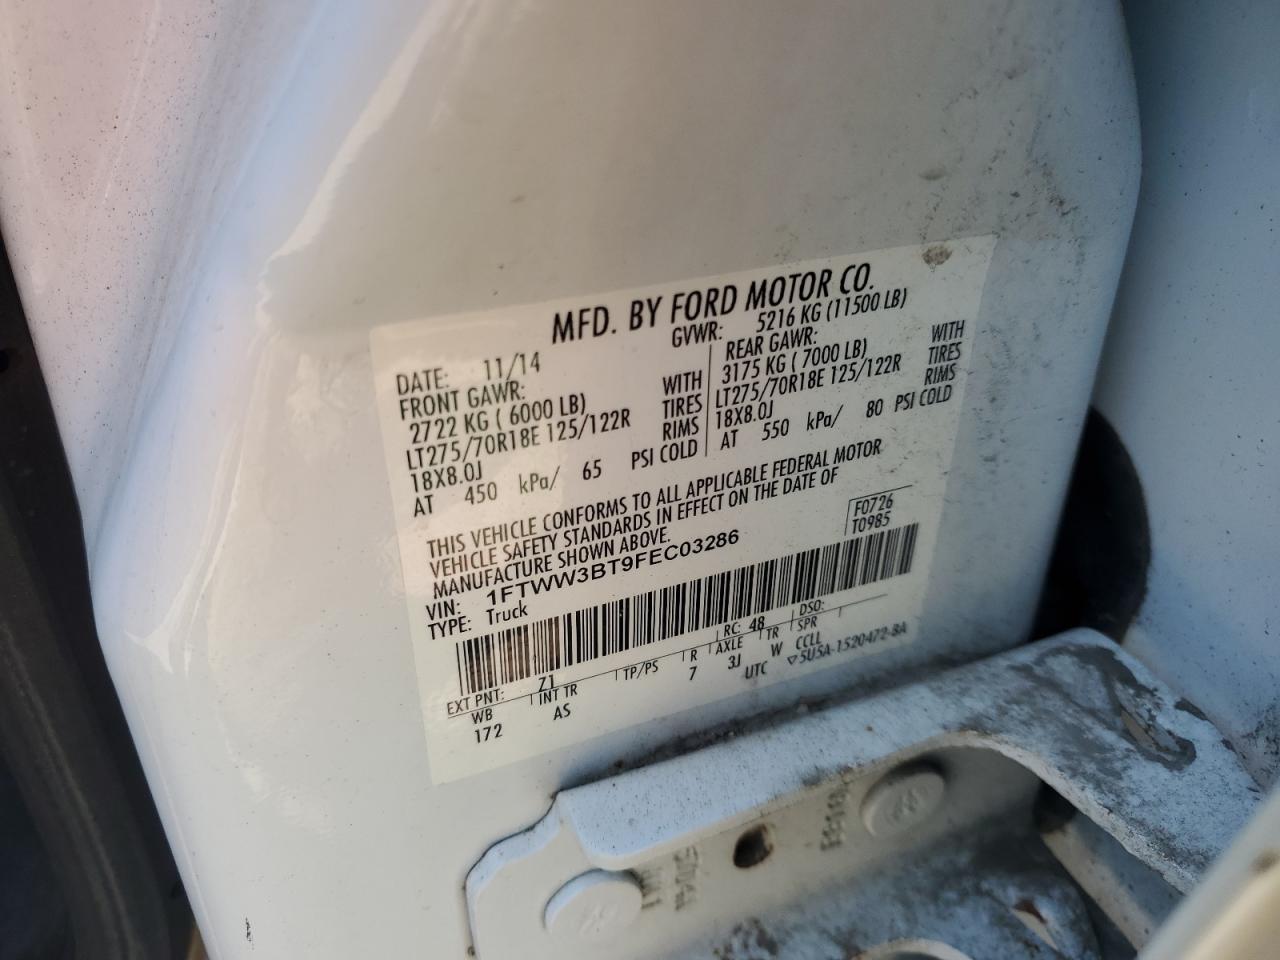 MFD. BY FORD MOTOR CO.
DATE: 11/14
GVWR: 5216 KG (11500 LB)
FRONT GAWR:
2722 KG ( 6000 LB) WITH
LT275/70R18E 125/122R TIRES
18X8.0J RIMS
AT 450 kPa/ 65 PSI COLD
REAR GAWR:
3175 KG ( 7000 LB) WITH
LT275/70R18E 125/122R TIRES
18X8.0J RIMS
AT 550 kPa/ 80 PSI COLD
THIS VEHICLE CONFORMS TO ALL APPLICABLE FEDERAL MOTOR
VEHICLE SAFETY STANDARDS IN EFFECT ON THE DATE OF
MANUFACTURE SHOWN ABOVE.
VIN: 1FTWW3BT9FEC03286
TYPE: Truck
F0726
T0985
EXT PNT: Z1 RC: 48 DSO:
WB INT TR TP/PS R AXLE TR SPR
172 AS 7 3J W CCLL
UTC ▽5U5A-1520472-BA